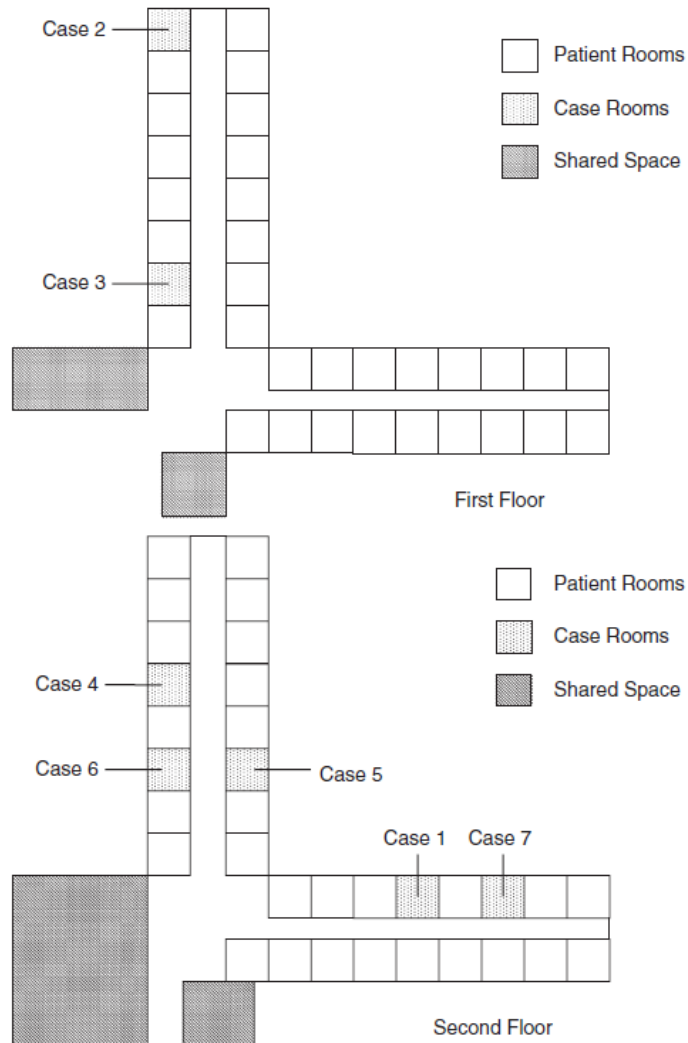 Case 2
Patient Rooms
Case Rooms
Shared Space
Case 3
First Floor
Patient Rooms
Case Rooms
Case 4
Shared Space
Case 6
Case 5
Case 1
Case 7
Second Floor